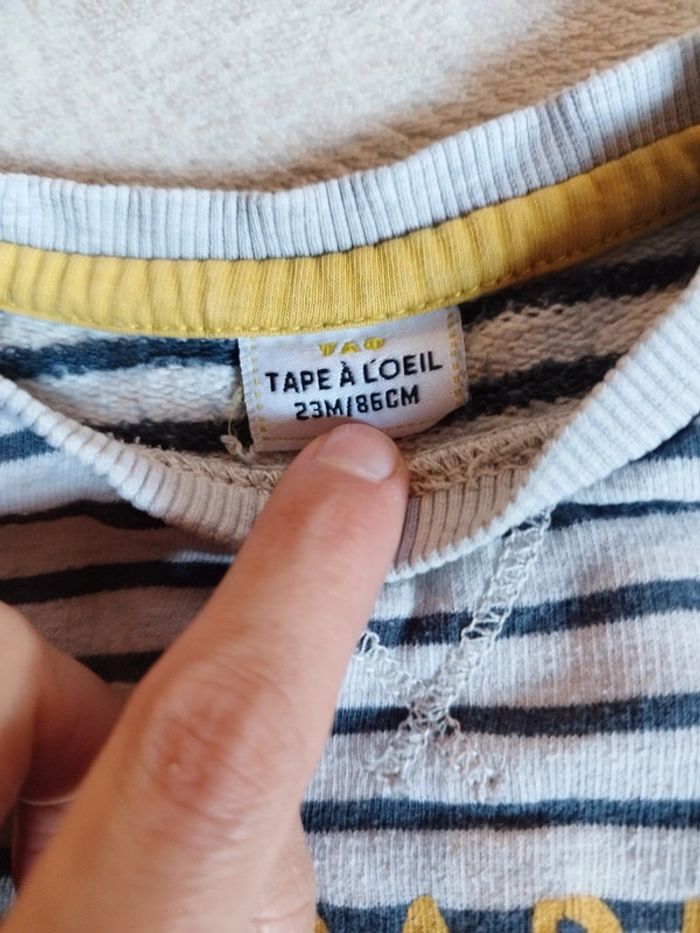 TAO
TAPE À L'OEIL
23M/86CM